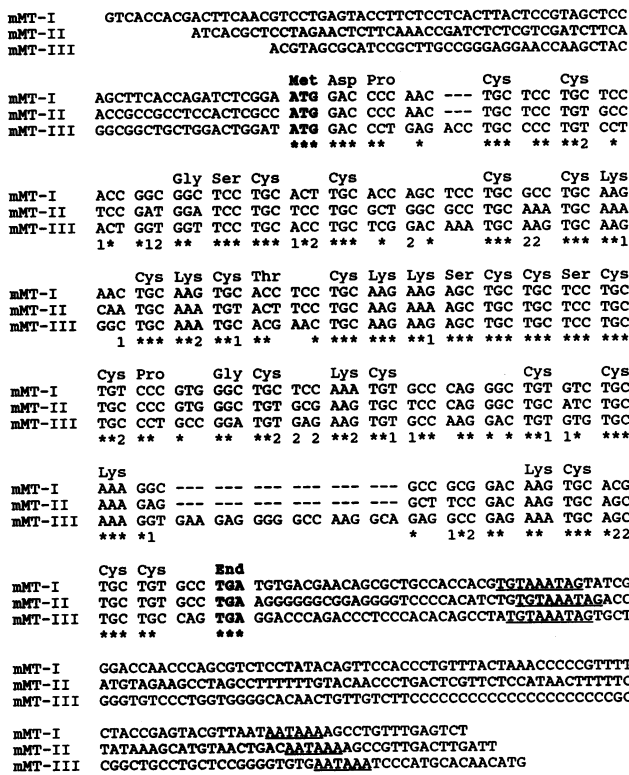 mMT-I GTCACCACGACTTCAACGTCCTGAGTACCTTCTCCTCACTTACTCCGTAGCTCC
mMT-II ATCACGCTCCTAGAACTCTTCAAACCGATCTCTCGTCGATCTTCA
mMT-III ACGTAGCGCATCCGCTTGCCGGGAGGAACCAAGCTAC
Met Asp Pro Cys Cys
mMT-I AGCTTCACCAGATCTCGGA ATG GAC CCC AAC --- TGC TCC TGC TCC
mMT-II ACCGCCGCCTCCACTCGCC ATG GAC CCC AAC --- TGC TCC TGT GCC
mMT-III GGCGGCTGCTGGACTGGAT ATG GAC CCT GAG ACC TGC CCC TGT CCT
*** *** ** * *** ** **2 *
Gly Ser Cys Cys Cys Cys Lys
mMT-I ACC GGC GGC TCC TGC ACT TGC ACC AGC TCC TGC GCC TGC AAG
mMT-II TCC GAT GGA TCC TGC TCC TGC GCT GGC GCC TGC AAA TGC AAA
mMT-III ACT GGT GGT TCC TGC ACC TGC TCG GAC AAA TGC AAG TGC AAG
1* *12 ** *** *** 1*2 *** * 2 * *** 22 ***1
Cys Lys Cys Thr Cys Lys Lys Ser Cys Cys Ser Cys
mMT-I AAC TGC AAG TGC ACC TCC TGC AAG AAG AGC TGC TGC TCC TGC
mMT-II CAA TGC AAA TGT ACT TCC TGC AAG AAA AGC TGC TGC TCC TGC
mMT-III GGC TGC AAA TGC ACG AAC TGC AAG AAG AGC TGC TGC TCC TGC
1 *** **2 **1 ** * *** *** **1 *** *** *** *** ***
Cys Pro Gly Cys Lys Cys Cys Cys
mMT-I TGT CCC GTG GGC TGC TCC AAA TGT GCC CAG GGC TGT GTC TGC
mMT-II TGC CCC GTG GGC TGT GCG AAG TGC TCC CAG GGC TGC ATC TGC
mMT-III TGC CCT GCC GGA TGT GAG AAG TGT GCC AAG GAC TGT GTG TGC
**2 ** * ** **2 2 2 **2 **1 1** ** * * **1 1* ***
Lys Lys Cys
mMT-I AAA GGC --- --- --- --- --- --- --- GCC GCG GAC AAG TGC ACG
mMT-II AAA GAG --- --- --- --- --- --- --- GCT TCC GAC AAG TGC AGC
mMT-III AAA GGT GAA GAG GGG GCC AAG GCA GAG GCC GAG AAA TGC AGC
*** *1 * 1*2 ** ** *** *22
Cys Cys End
mMT-I TGC TGT GCC TGA TGTGACGAACAGCGCTGCCACCACGTGTAAATAGTATCG
mMT-II TGC TGT GCC TGA AGGGGGGCGGAGGGGTCCCCACATCTGTGTAAATAGACC
mMT-III TGC TGC CAG TGA GGACCCAGACCCTCCCACACAGCCTATGTAAATAGTGCT
*** ** ***
mMT-I GGACCAACCCAGCGTCTCCTATACAGTTCCACCCTGTTTACTAAACCCCCGTTTT
mMT-II ATGTAGAAGCCTAGCCTTTTTTGTACAACCCTGACTCGTTCTCCATAACTTTTTC
mMT-III GGGTGTCCCTGGTGGGGCACAACTGTTGTCTTCCCCCCCCCCCCCCCCCCCCGC
mMT-I CTACCGAGTACGTTAATAATAAAAGCCTGTTTGAGTCT
mMT-II TATAAAGCATGTAACTGACAATAAAAGCCGTTGACTTGATT
mMT-III CGGCTGCCTGCTCCGGGGTGTGAATAAATCCCATGCACAACATG